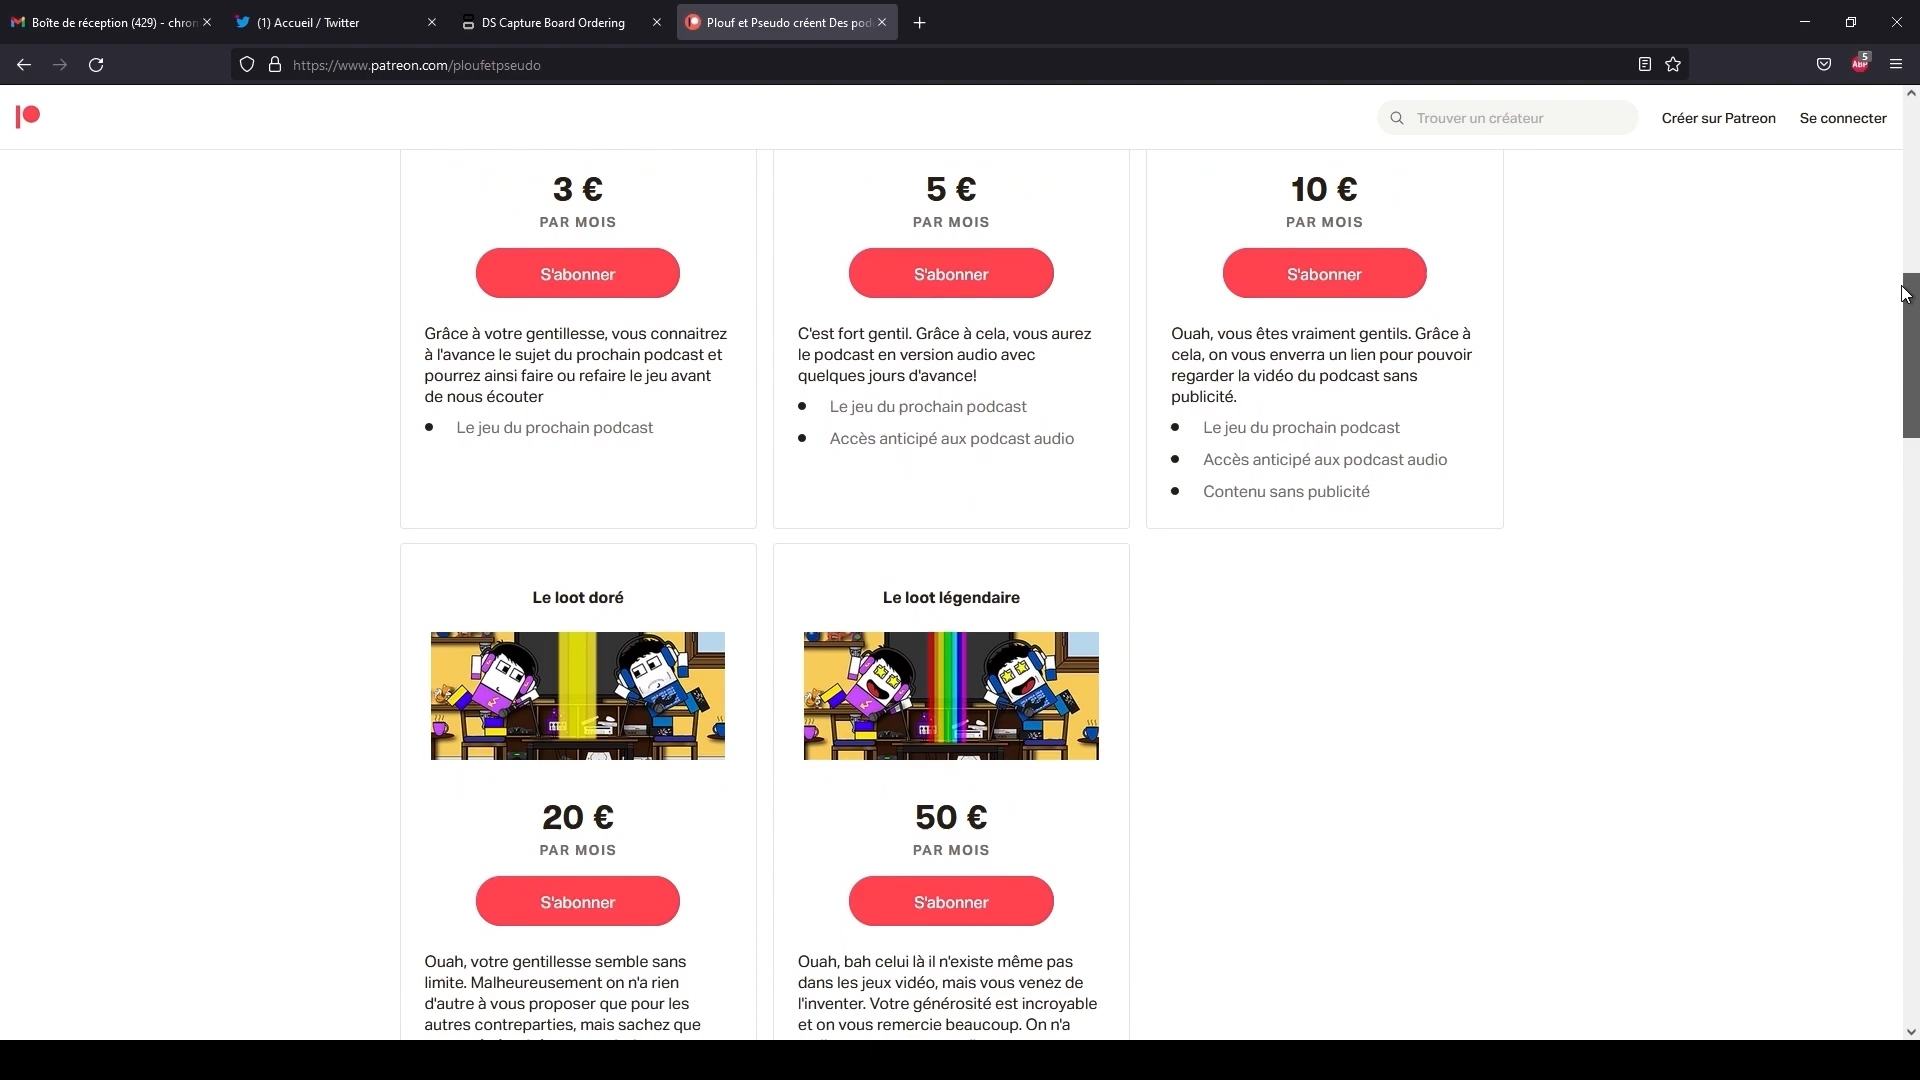 Boîte de réception (429) - chron
(1) Accueil / Twitter
DS Capture Board Ordering
Plouf et Pseudo créent Des pod
https://www.patreon.com/ploufetpseudo
5
ABP
Trouver un créateur
Créer sur Patreon
Se connecter
3 €
PAR MOIS
S'abonner
Grâce à votre gentillesse, vous connaitrez
à l'avance le sujet du prochain podcast et
pourrez ainsi faire ou refaire le jeu avant
de nous écouter
• Le jeu du prochain podcast
5 €
PAR MOIS
S'abonner
C'est fort gentil. Grâce à cela, vous aurez
le podcast en version audio avec
quelques jours d'avance!
• Le jeu du prochain podcast
• Accès anticipé aux podcast audio
10 €
PAR MOIS
S'abonner
Ouah, vous êtes vraiment gentils. Grâce à
cela, on vous enverra un lien pour pouvoir
regarder la vidéo du podcast sans
publicité.
• Le jeu du prochain podcast
• Accès anticipé aux podcast audio
• Contenu sans publicité
Le loot doré
20 €
PAR MOIS
S'abonner
Ouah, votre gentillesse semble sans
limite. Malheureusement on n'a rien
d'autre à vous proposer que pour les
autres contreparties, mais sachez que
Le loot légendaire
50 €
PAR MOIS
S'abonner
Ouah, bah celui là il n'existe même pas
dans les jeux vidéo, mais vous venez de
l'inventer. Votre générosité est incroyable
et on vous remercie beaucoup. On n'a